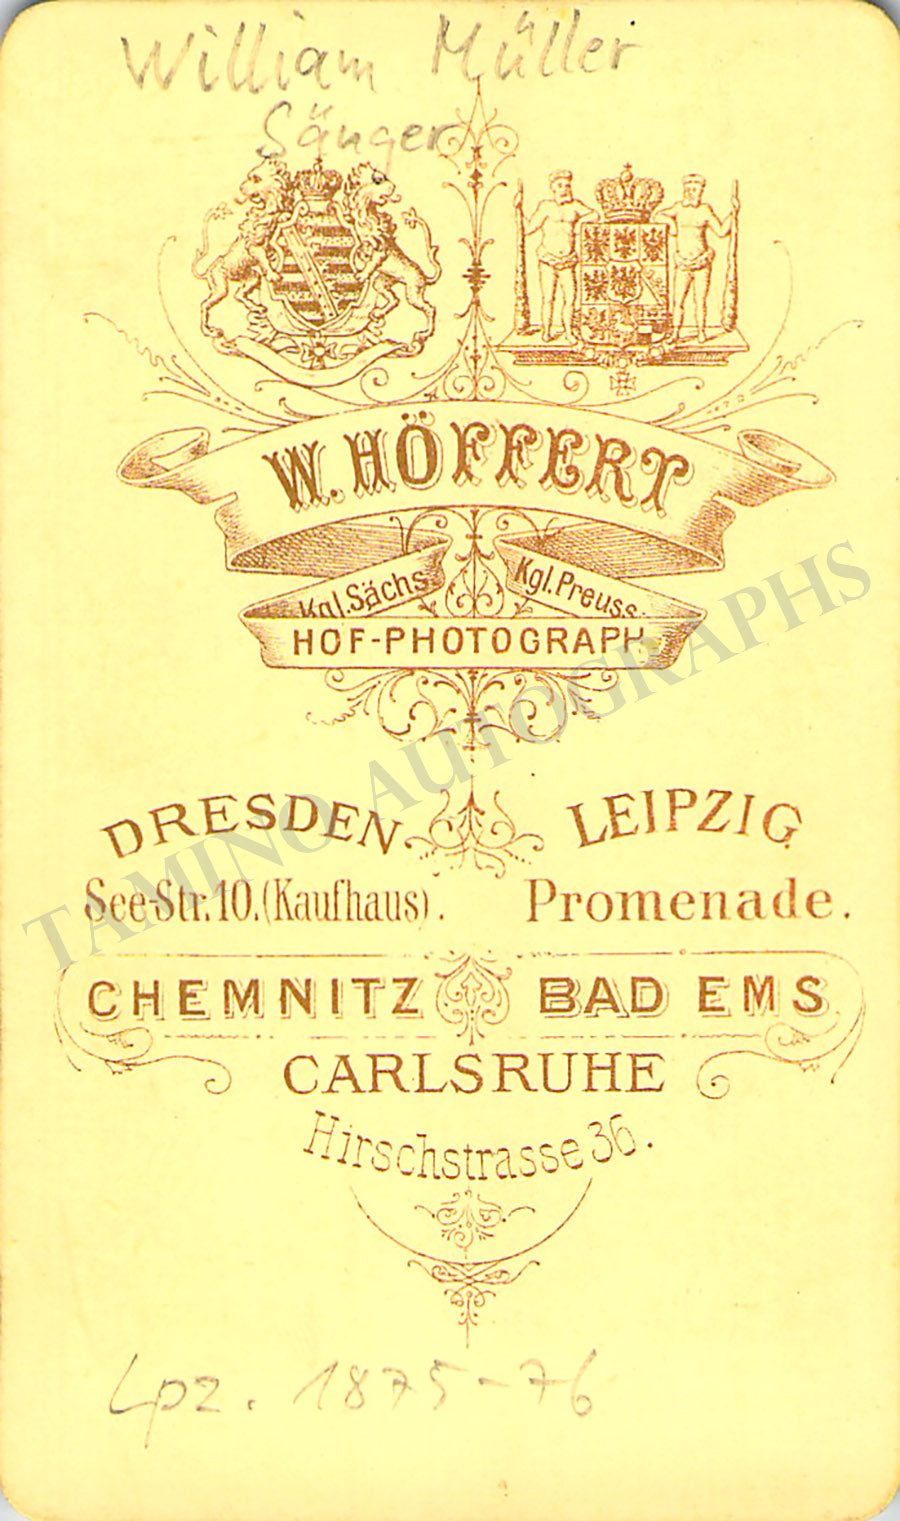 William Müller
Sänger
W. HÖFFERT
Kgl. Sächs. Kgl. Preuss.
HOF-PHOTOGRAPH.
DRESDEN LEIPZIG
See-Str. 10. (Kaufhaus). Promenade.
CHEMNITZ BAD EMS
CARLSRUHE
Hirschstrasse 36.
Lpz. 1875-76
TAMINO AUTOGRAPHS